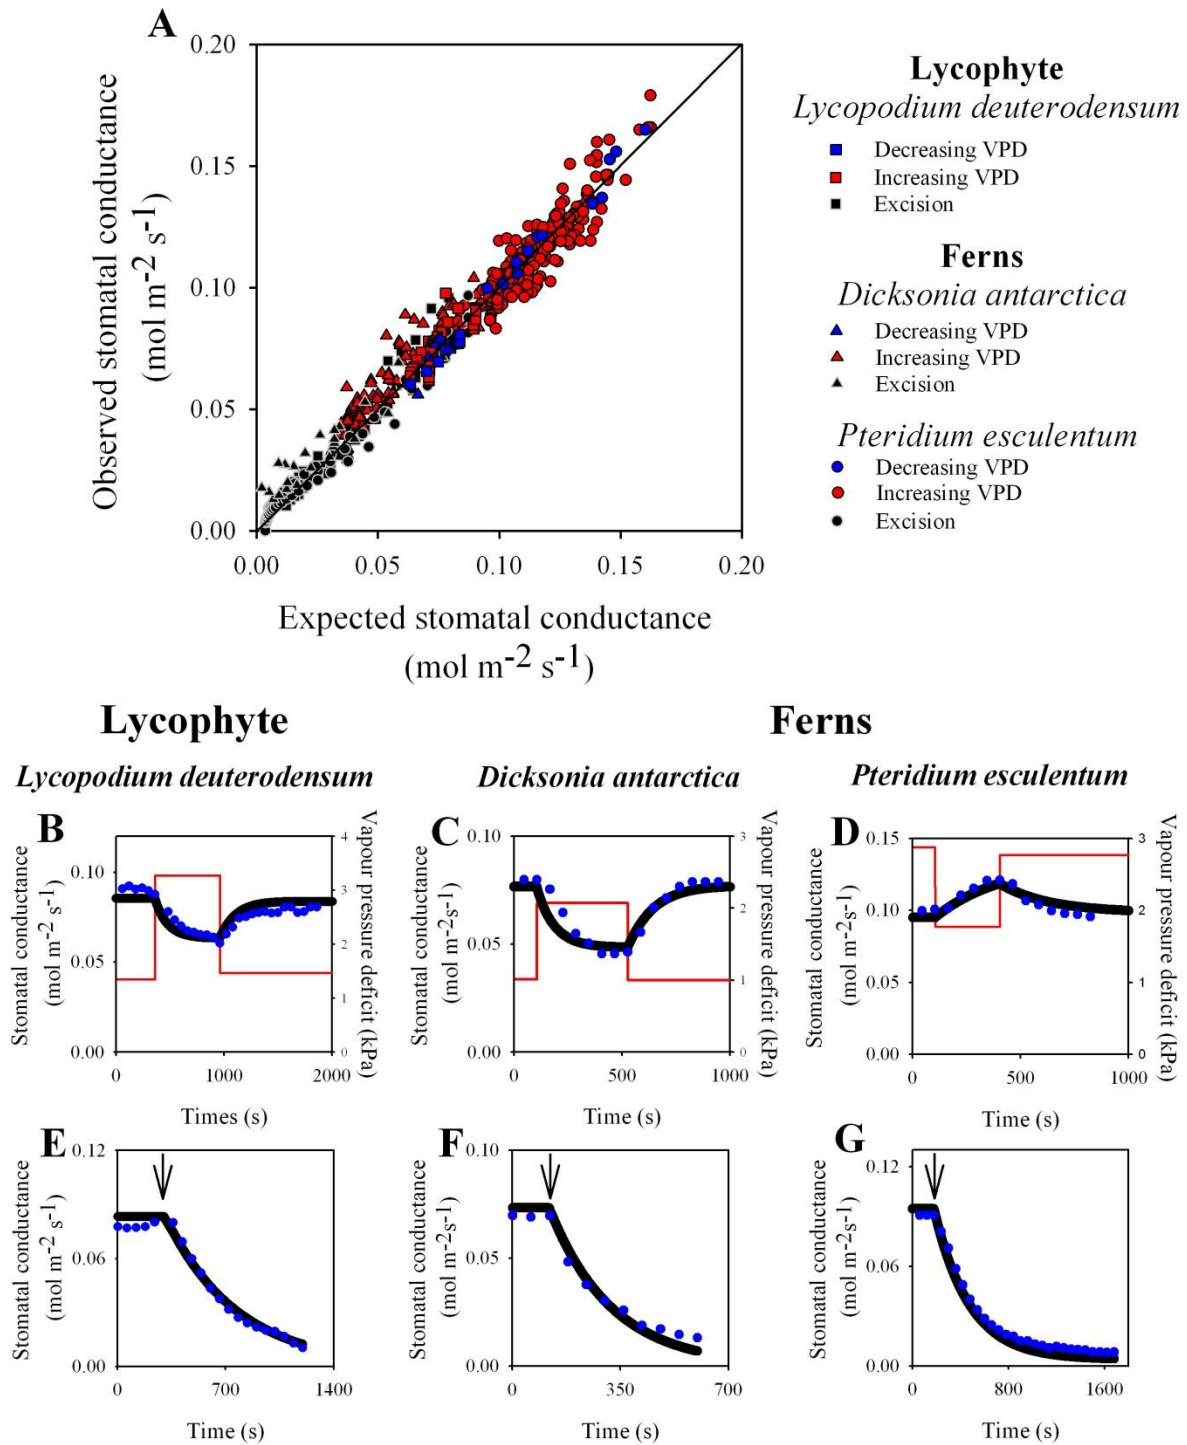 A
0.20
0.15
0.10
0.05
0.00
Observed stomatal conductance
(mol m-2 s-1)
0.00 0.05 0.10 0.15 0.20
Expected stomatal conductance
(mol m-2 s-1)
Lycophyte
Lycopodium deuterodensum
Decreasing VPD
Increasing VPD
Excision
Ferns
Dicksonia antarctica
Decreasing VPD
Increasing VPD
Excision
Pteridium esculentum
Decreasing VPD
Increasing VPD
Excision
Lycophyte
Ferns
Lycopodium deuterodensum
Dicksonia antarctica
Pteridium esculentum
B
Stomatal conductance
(mol m-2 s-1)
0.10
0.05
0.00
4
3
2
1
0
Vapour pressure deficit (kPa)
0 1000 2000
Times (s)
C
Stomatal conductance
(mol m-2s-1)
0.10
0.05
0.00
3
2
1
0
Vapour pressure deficit (kPa)
0 500 1000
Time (s)
D
Stomatal conductance
(mol m-2s-1)
0.15
0.10
0.05
0.00
3
2
1
0
Vapour pressure deficit (kPa)
0 500 1000
Time (s)
E
Stomatal conductance
(mol m-2 s-1)
0.12
0.06
0.00
0 700 1400
Time (s)
F
Stomatal conductance
(mol m-2s-1)
0.10
0.05
0.00
0 350 700
Time (s)
G
Stomatal conductance
(mol m-2s-1)
0.12
0.06
0.00
0 800 1600
Time (s)